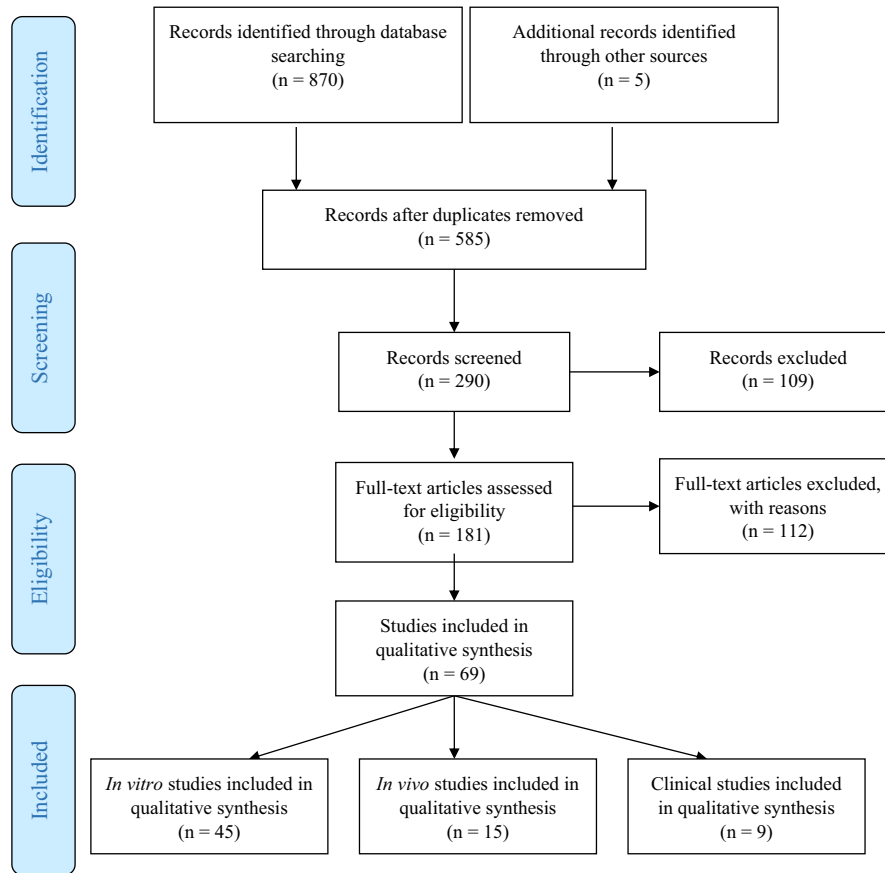 Identification
Records identified through database
searching
(n = 870)
Additional records identified
through other sources
(n = 5)
Records after duplicates removed
(n = 585)
Screening
Records screened
(n = 290)
Records excluded
(n = 109)
Eligibility
Full-text articles assessed
for eligibility
(n = 181)
Full-text articles excluded,
with reasons
(n = 112)
Studies included in
qualitative synthesis
(n = 69)
Included
In vitro studies included in
qualitative synthesis
(n = 45)
In vivo studies included in
qualitative synthesis
(n = 15)
Clinical studies included
in qualitative synthesis
(n = 9)